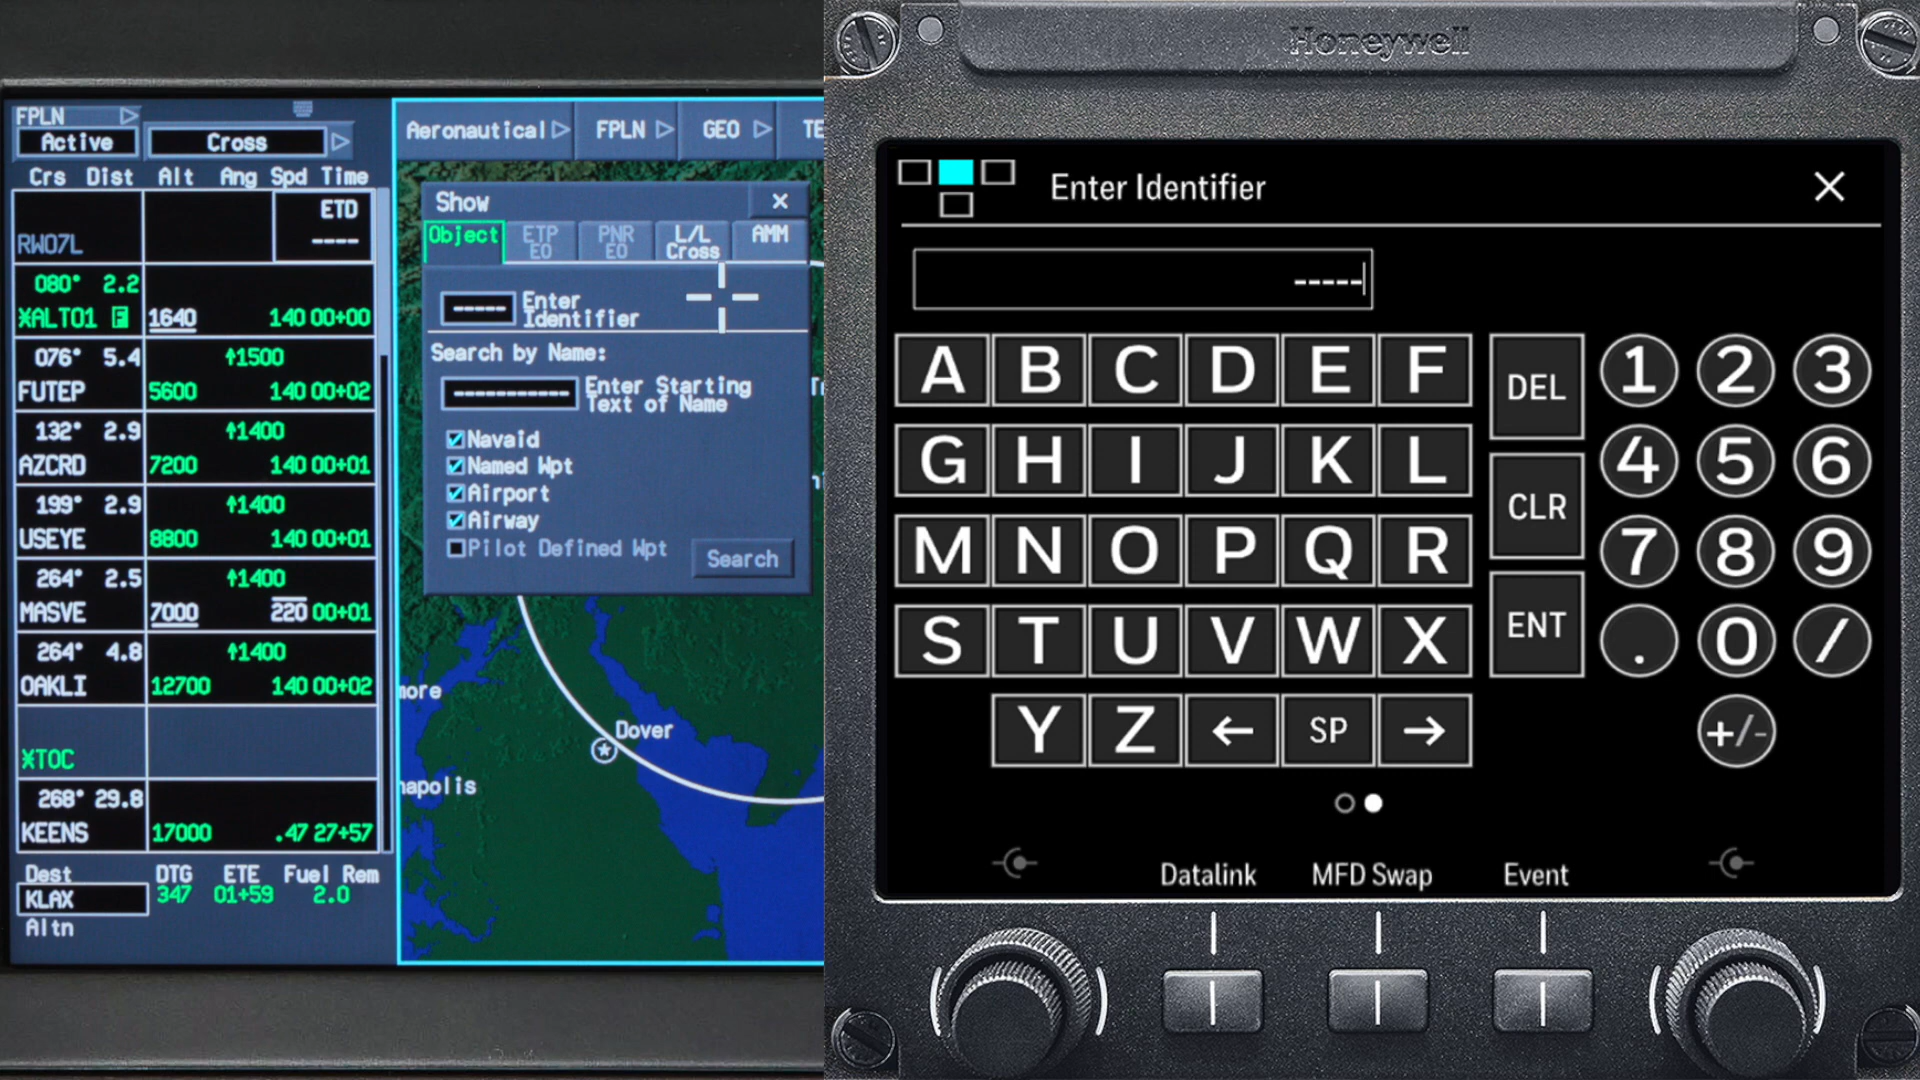 FPLN
Active
Cross
Crs Dist Alt Ang Spd Time
ETD
RW07L ----
080° 2.2
※ALTO1 F 1640 140 00+00
076° 5.4 ↑1500
FUTEP 5600 140 00+02
132° 2.9 ↑1400
AZCRD 7200 140 00+01
199° 2.9 ↑1400
USEYE 8800 140 00+01
264° 2.5 ↑1400
MASVE 7000 220 00+01
264° 4.8 ↑1400
OAKLI 12700 140 00+02
※TOC
268° 29.8
KEENS 17000 .47 27+57
Dest DTG ETE Fuel Rem
KLAX 347 01+59 2.0
Altn
Aeronautical FPLN GEO
Show ×
Object
ETP
EO
PNR
EO
L/L
Cross
AMM
----- Enter
Identifier
Search by Name:
----------- Enter Starting
Text of Name
Navaid
Named Wpt
Airport
Airway
Pilot Defined Wpt
Search
Dover
Honeywell
Enter Identifier ×
-----
A B C D E F
G H I J K L
M N O P Q R
S T U V W X
Y Z ← SP →
DEL
CLR
ENT
1 2 3
4 5 6
7 8 9
. 0 /
+/-
Datalink MFD Swap Event